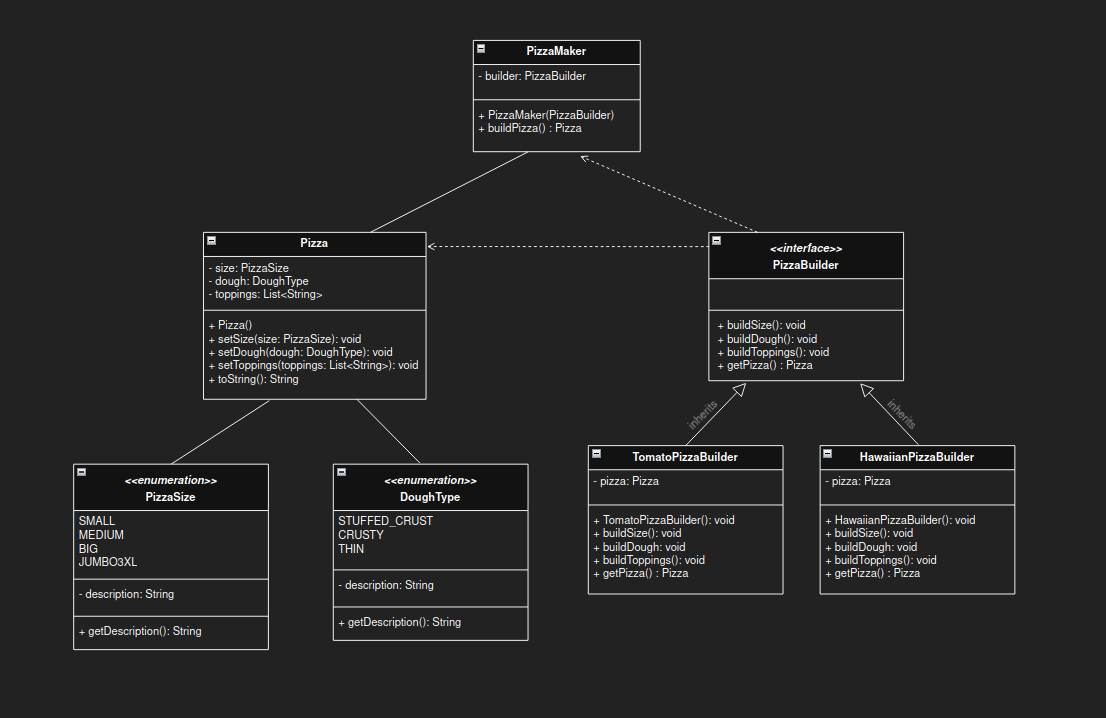 PizzaMaker
- builder: PizzaBuilder
+ PizzaMaker(PizzaBuilder)
+ buildPizza() : Pizza
Pizza
- size: PizzaSize
- dough: DoughType
- toppings: List<String>
+ Pizza()
+ setSize(size: PizzaSize): void
+ setDough(dough: DoughType): void
+ setToppings(toppings: List<String>): void
+ toString(): String
<<interface>>
PizzaBuilder
+ buildSize(): void
+ buildDough(): void
+ buildToppings(): void
+ getPizza() : Pizza
inherits
inherits
<<enumeration>>
PizzaSize
SMALL
MEDIUM
BIG
JUMBO3XL
- description: String
+ getDescription(): String
<<enumeration>>
DoughType
STUFFED_CRUST
CRUSTY
THIN
- description: String
+ getDescription(): String
TomatoPizzaBuilder
- pizza: Pizza
+ TomatoPizzaBuilder(): void
+ buildSize(): void
+ buildDough: void
+ buildToppings(): void
+ getPizza() : Pizza
HawaiianPizzaBuilder
- pizza: Pizza
+ HawaiianPizzaBuilder(): void
+ buildSize(): void
+ buildDough: void
+ buildToppings(): void
+ getPizza() : Pizza